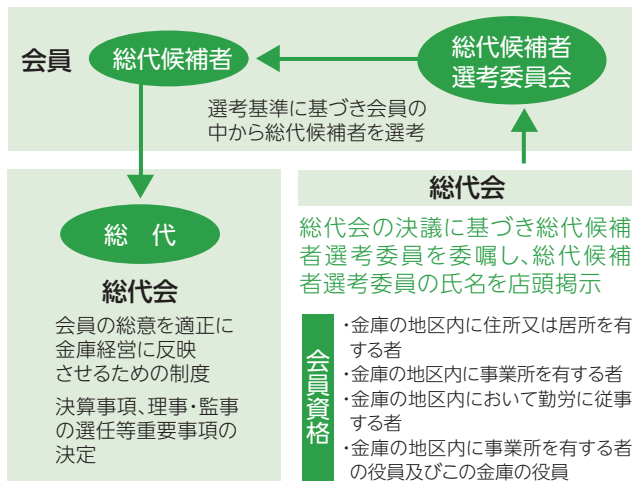 会員
総代候補者
総代候補者
選考委員会
選考基準に基づき会員の
中から総代候補者を選考
総 代
総代会
会員の総意を適正に
金庫経営に反映
させるための制度
決算事項、理事・監事
の選任等重要事項の
決定
総代会
総代会の決議に基づき総代候補
者選考委員を委嘱し、総代候補
者選考委員の氏名を店頭掲示
会員資格
・金庫の地区内に住所又は居所を有
する者
・金庫の地区内に事業所を有する者
・金庫の地区内において勤労に従事
する者
・金庫の地区内に事業所を有する者
の役員及びこの金庫の役員